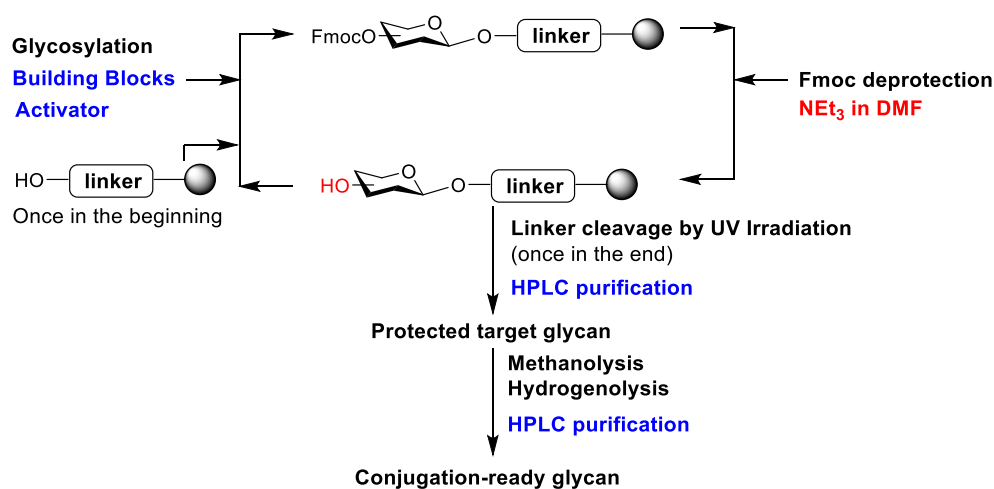 Glycosylation
Building Blocks
Activator
FmocO
O
O
linker
Fmoc deprotection
NEt3 in DMF
HO
linker
Once in the beginning
HO
O
O
linker
Linker cleavage by UV Irradiation
(once in the end)
HPLC purification
Protected target glycan
Methanolysis
Hydrogenolysis
HPLC purification
Conjugation-ready glycan